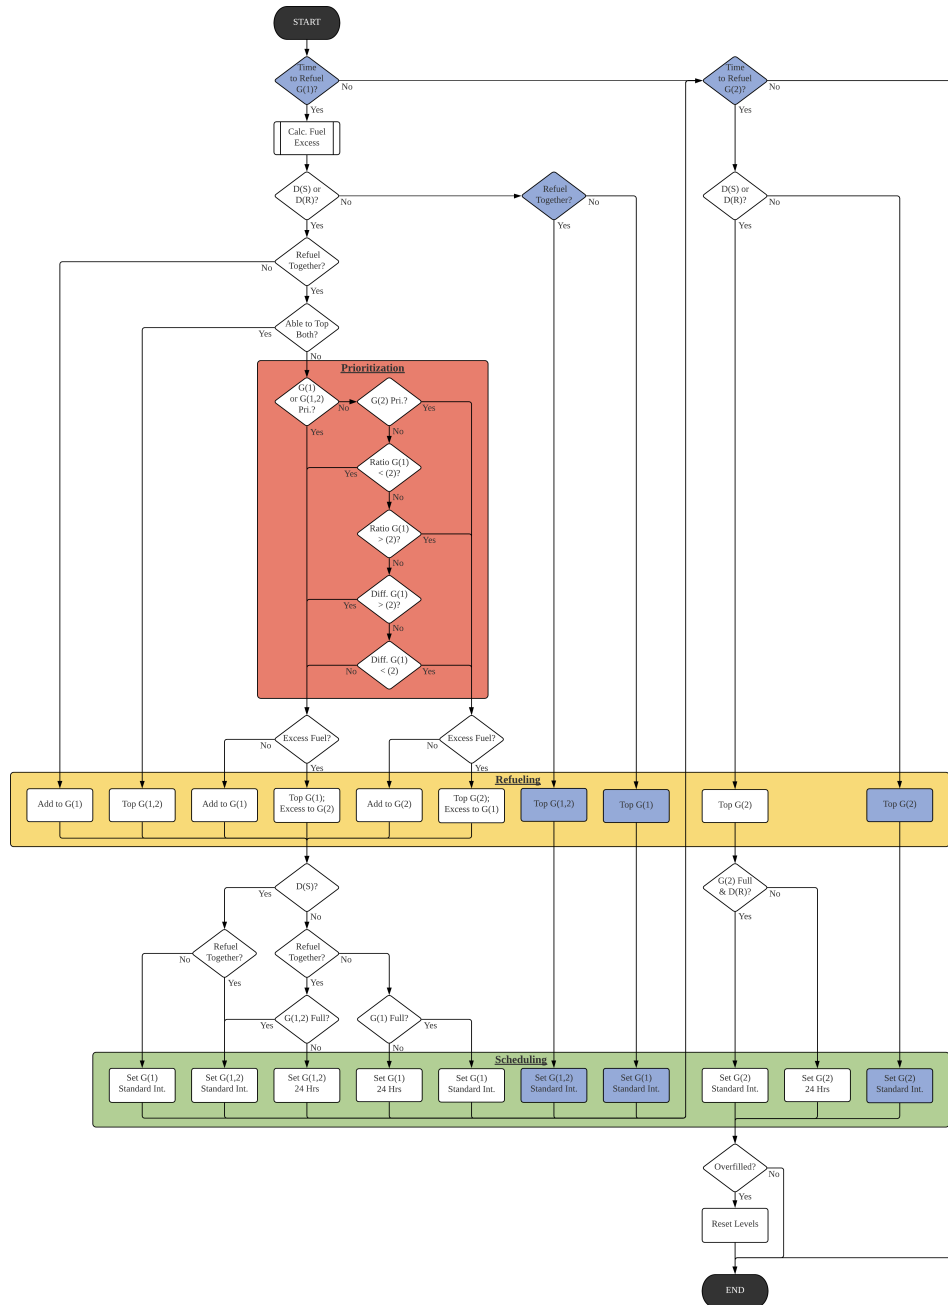 START
Time
to Refuel
G(1)?
No
Yes
Time
to Refuel
G(2)?
No
Yes
Calc. Fuel
Excess
D(S) or
D(R)?
No
Yes
Refuel
Together?
No
Yes
D(S) or
D(R)?
No
Yes
Refuel
Together?
No
Yes
Able to Top
Both?
Yes
No
Prioritization
G(1)
or G(1,2)
Pri.?
No
Yes
G(2) Pri.?
Yes
No
Ratio G(1)
< (2)?
Yes
No
Ratio G(1)
> (2)?
Yes
No
Diff. G(1)
> (2)?
Yes
No
Diff. G(1)
< (2)
No
Yes
Excess Fuel?
No
Yes
Excess Fuel?
No
Yes
Refueling
Add to G(1)
Top G(1,2)
Add to G(1)
Top G(1);
Excess to G(2)
Add to G(2)
Top G(2);
Excess to G(1)
Top G(1,2)
Top G(1)
Top G(2)
Top G(2)
D(S)?
Yes
No
G(2) Full
& D(R)?
No
Yes
Refuel
Together?
No
Yes
Refuel
Together?
No
Yes
G(1,2) Full?
Yes
No
G(1) Full?
Yes
No
Scheduling
Set G(1)
Standard Int.
Set G(1,2)
Standard Int.
Set G(1,2)
24 Hrs
Set G(1)
24 Hrs
Set G(1)
Standard Int.
Set G(1,2)
Standard Int.
Set G(1)
Standard Int.
Set G(2)
Standard Int.
Set G(2)
24 Hrs
Set G(2)
Standard Int.
Overfilled?
No
Yes
Reset Levels
END